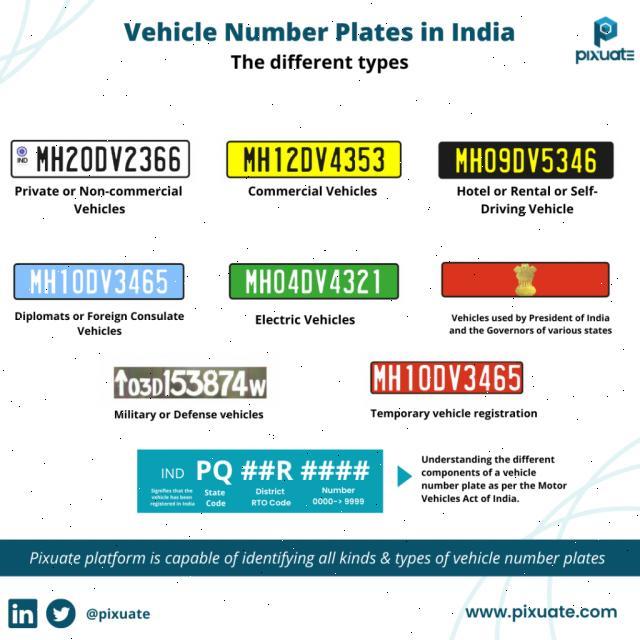 Vehicle Number Plates in India
The different types
pixuate
IND
MH20DV2366
MH12DV4353
MH09DV5346
Private or Non-commercial
Vehicles
Commercial Vehicles
Hotel or Rental or Self-
Driving Vehicle
MH10DV3465
MH04DV4321
Diplomats or Foreign Consulate
Vehicles
Electric Vehicles
Vehicles used by President of India
and the Governors of various states
↑03D153874W
MH10DV3465
Military or Defense vehicles
Temporary vehicle registration
IND PQ ##R ####
Signifies that the
vehicle has been
registered in India
State
Code
District
RTO Code
Number
0000-> 9999
Understanding the different
components of a vehicle
number plate as per the Motor
Vehicles Act of India.
Pixuate platform is capable of identifying all kinds & types of vehicle number plates
in
@pixuate
www.pixuate.com